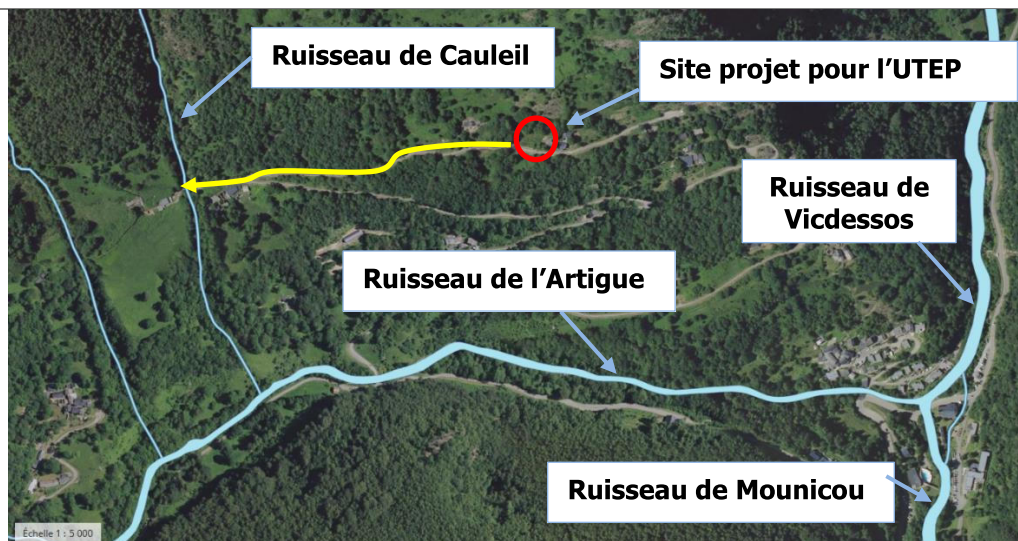 Ruisseau de Cauleil
Site projet pour l'UTEP
Ruisseau de
Vicdessos
Ruisseau de l'Artigue
Ruisseau de Mounicou
Échelle 1 : 5 000